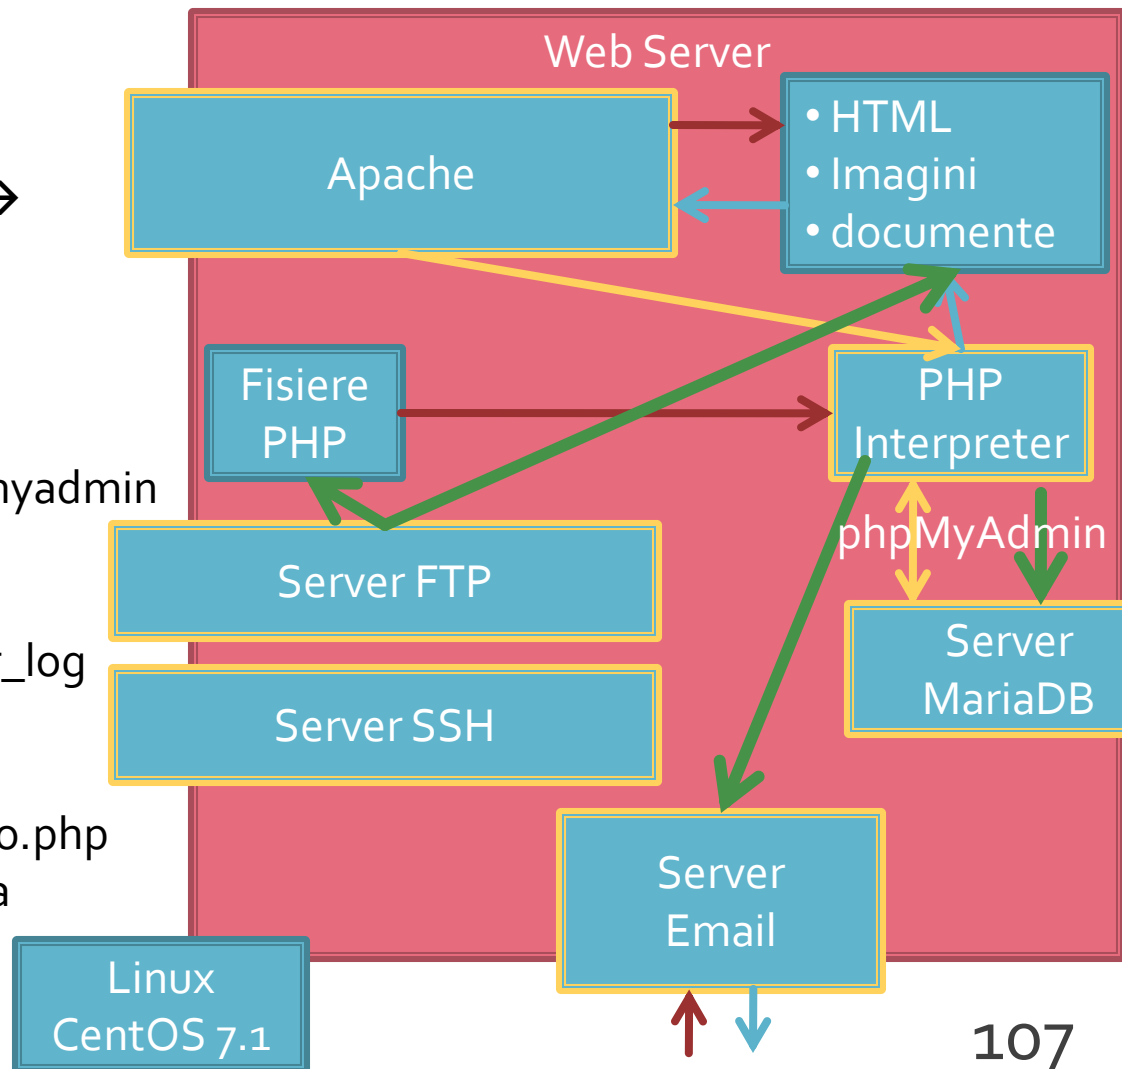 Web Server
Apache
• HTML
• Imagini
• documente
→
Fisiere
PHP
PHP
Interpreter
phpMyAdmin
Server FTP
_log
Server
MariaDB
Server SSH
o.php
a
Server
Email
Linux
CentOS 7.1
107